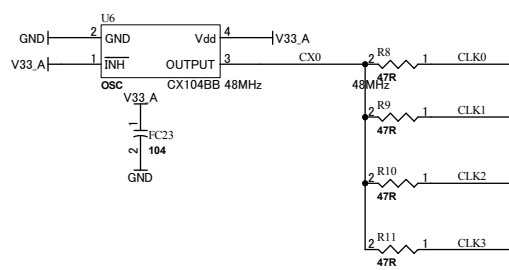 U6
GND 2 GND Vdd 4 V33_A
V33_A 1 INH OUTPUT 3 CX0
OSC CX104BB 48MHz
V33_A
1
FC23
2 104
GND
R8
2 1 CLK0
48MHz
47R
R9
2 1 CLK1
47R
R10
2 1 CLK2
47R
R11
2 1 CLK3
47R